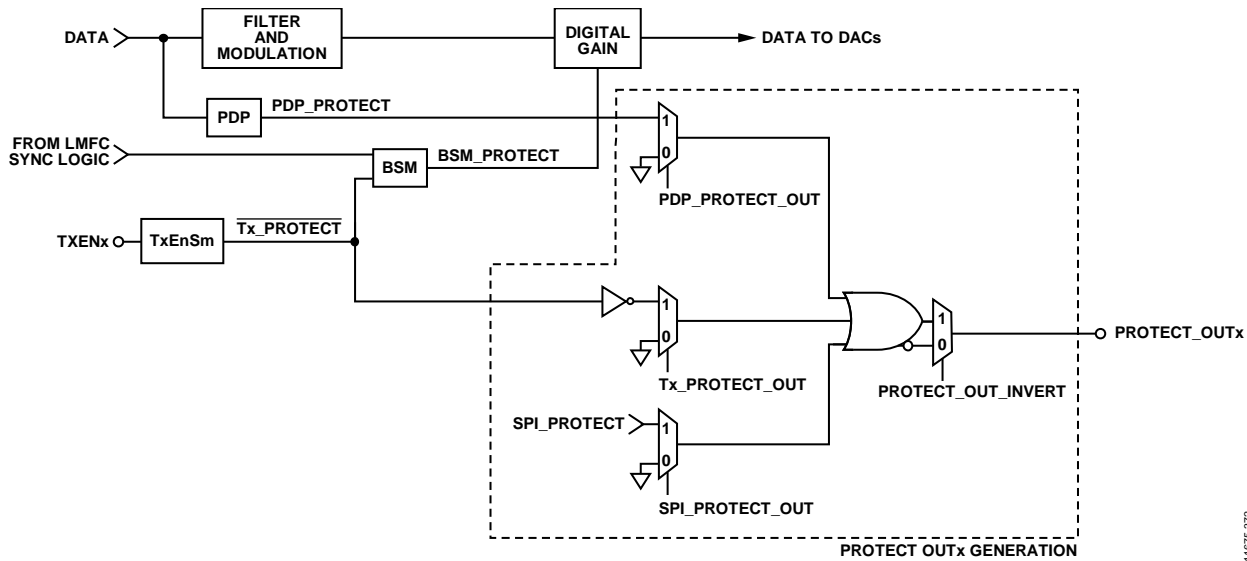 DATA
FILTER
AND
MODULATION
DIGITAL
GAIN
DATA TO DACs
PDP
PDP_PROTECT
FROM LMFC
SYNC LOGIC
BSM
BSM_PROTECT
1
0
PDP_PROTECT_OUT
TXENx
TxEnSm
Tx_PROTECT
1
0
Tx_PROTECT_OUT
1
0
PROTECT_OUTx
PROTECT_OUT_INVERT
SPI_PROTECT
1
0
SPI_PROTECT_OUT
PROTECT OUTx GENERATION